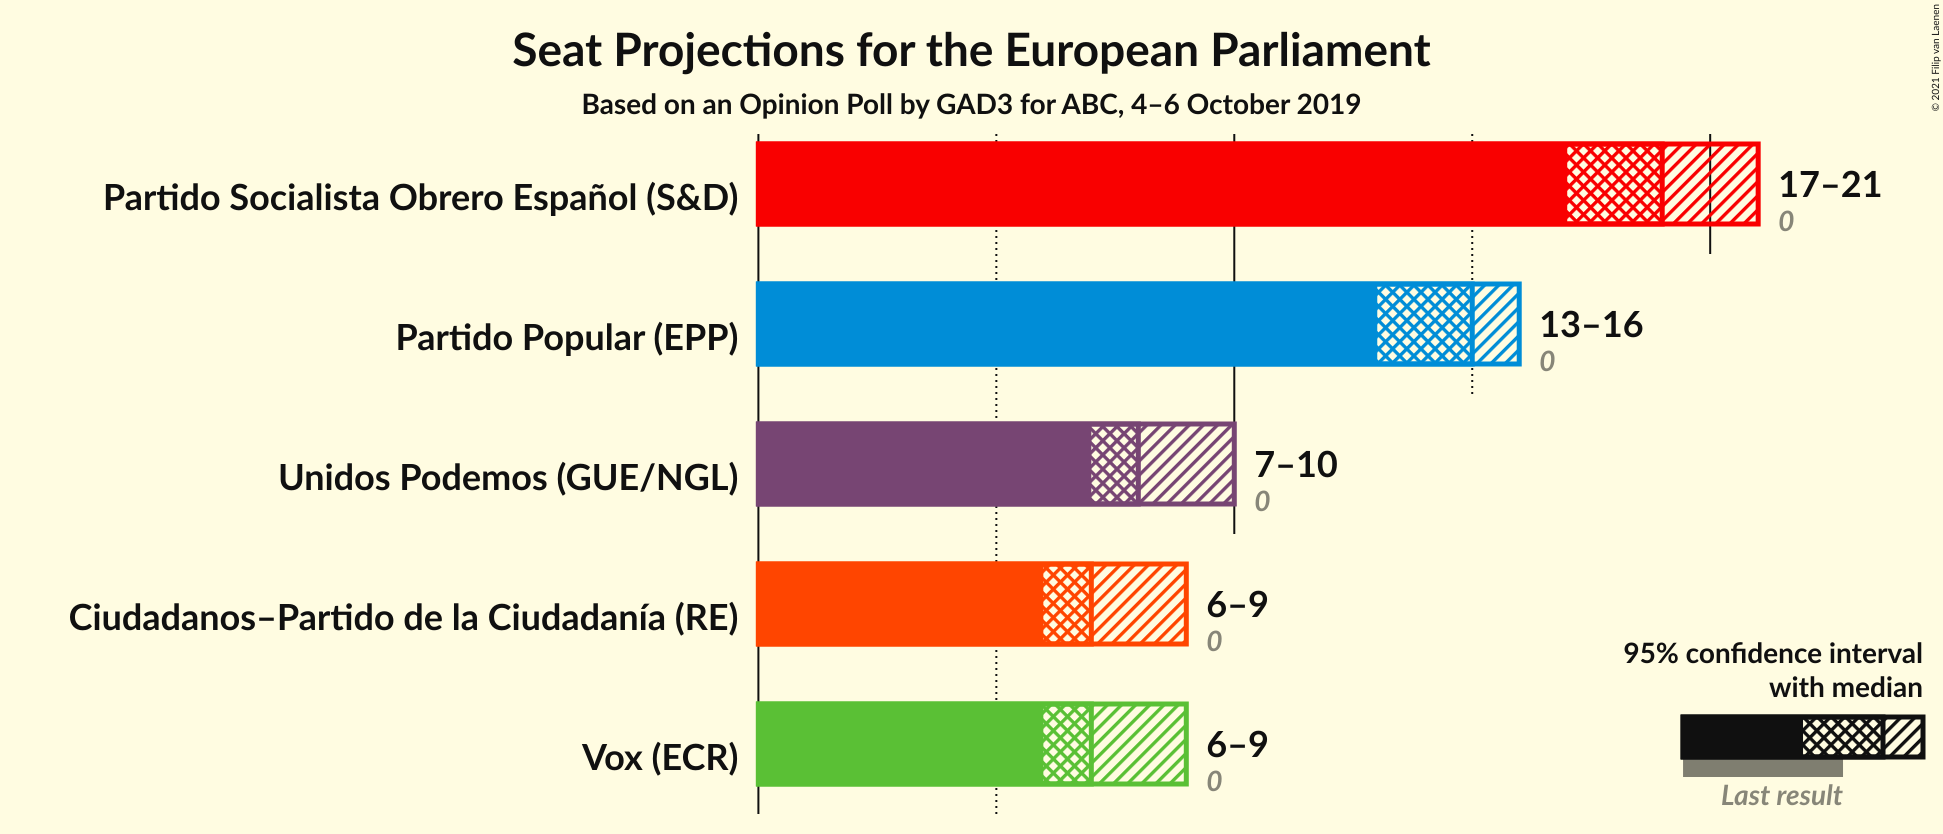 Seat Projections for the European Parliament
Based on an Opinion Poll by GAD3 for ABC, 4–6 October 2019
© 2021 Filip van Laenen
Partido Socialista Obrero Español (S&D)
17–21
0
Partido Popular (EPP)
13–16
0
Unidos Podemos (GUE/NGL)
7–10
0
Ciudadanos–Partido de la Ciudadanía (RE)
6–9
0
Vox (ECR)
6–9
0
95% confidence interval
with median
Last result